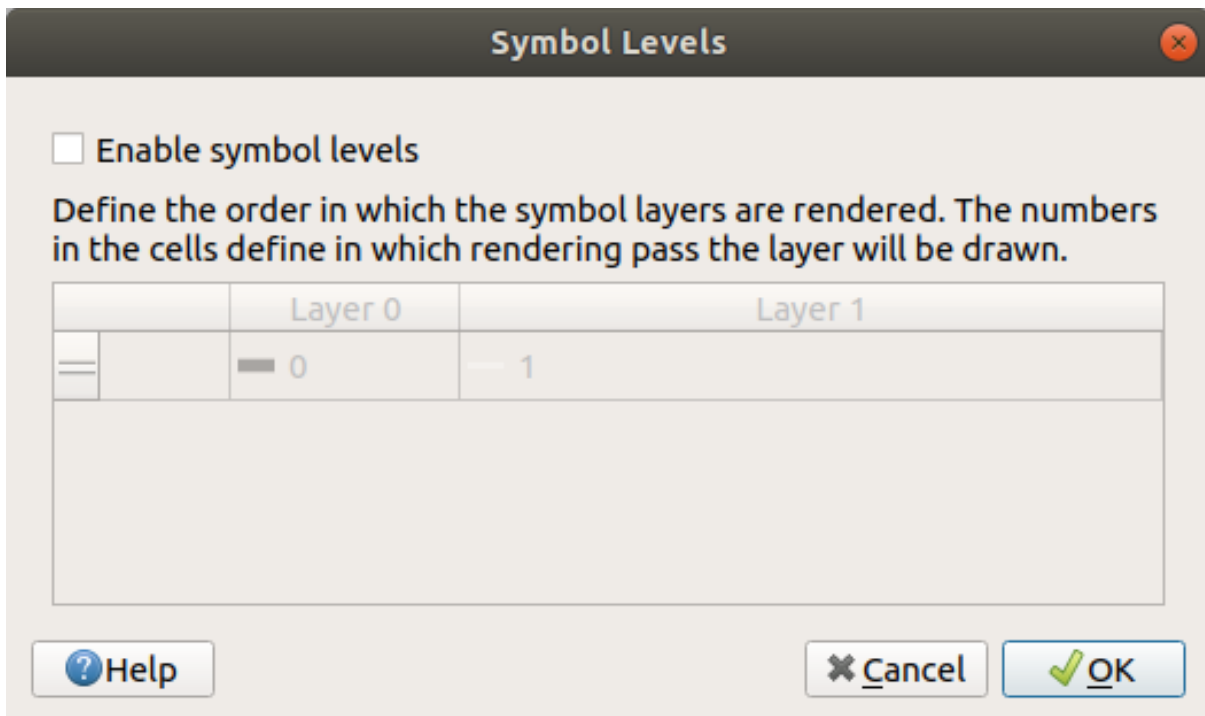 Symbol Levels
Enable symbol levels
Define the order in which the symbol layers are rendered. The numbers
in the cells define in which rendering pass the layer will be drawn.
Layer 0 Layer 1
0 1
Help Cancel OK